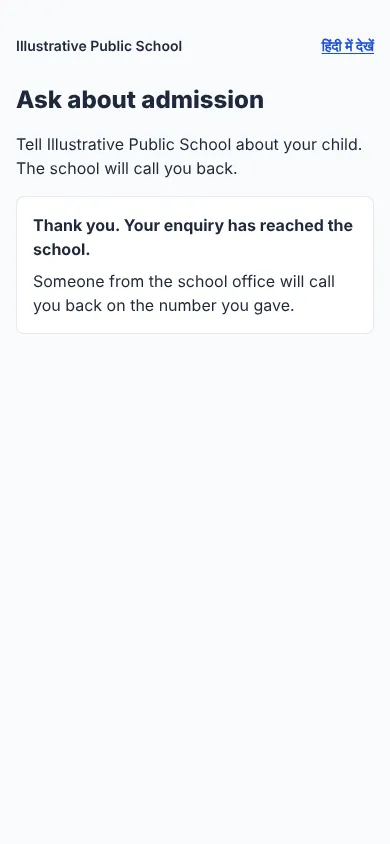 Illustrative Public School
हिंदी में देखें
Ask about admission
Tell Illustrative Public School about your child.
The school will call you back.
Thank you. Your enquiry has reached the
school.
Someone from the school office will call
you back on the number you gave.